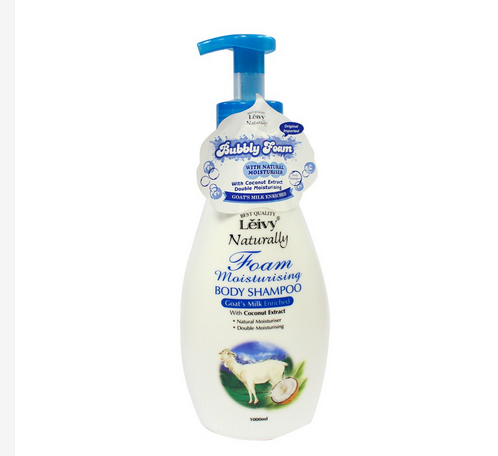 Leivy
Naturally
Original
Imported
Bubbly Foam
WITH NATURAL
MOISTURISER
With Coconut Extract
Double Moisturising
GOAT'S MILK ENRICHED
BEST QUALITY
Lěivy®
Naturally
Foam
Moisturising
BODY SHAMPOO
Goat's Milk Enriched
With Coconut Extract
• Natural Moisturiser
• Double Moisturising
1000ml